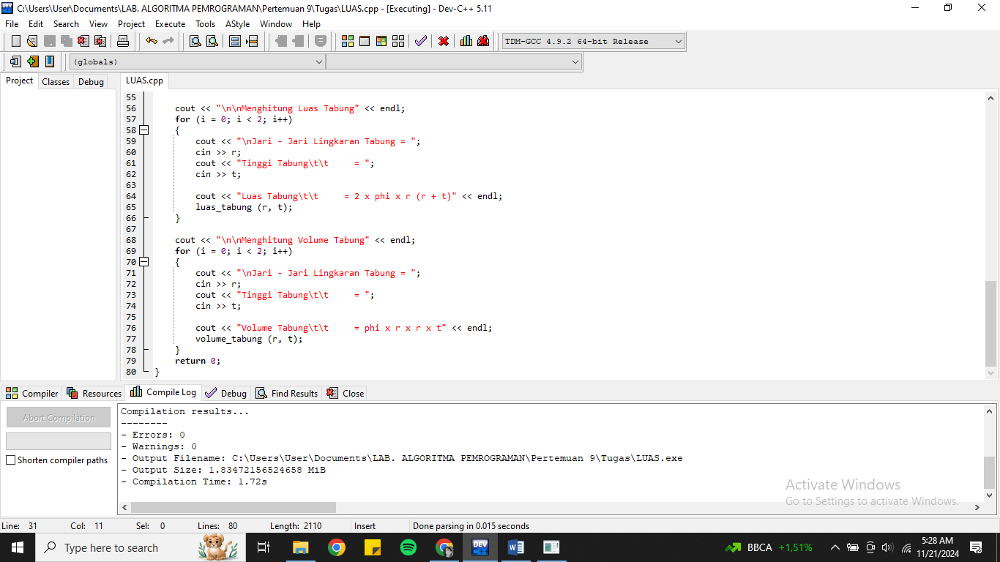 C:\Users\User\Documents\LAB. ALGORITMA PEMROGRAMAN\Pertemuan 9\Tugas\LUAS.cpp - [Executing] - Dev-C++ 5.11
File Edit Search View Project Execute Tools AStyle Window Help
TDM-GCC 4.9.2 64-bit Release
(globals)
Project Classes Debug LUAS.cpp
55
56 cout << "\n\nMenghitung Luas Tabung" << endl;
57 for (i = 0; i < 2; i++)
58 {
59 cout << "\nJari - Jari Lingkaran Tabung = ";
60 cin >> r;
61 cout << "Tinggi Tabung\t\t     = ";
62 cin >> t;
63
64 cout << "Luas Tabung\t\t     = 2 x phi x r (r + t)" << endl;
65 luas_tabung (r, t);
66 }
67
68 cout << "\n\nMenghitung Volume Tabung" << endl;
69 for (i = 0; i < 2; i++)
70 {
71 cout << "\nJari - Jari Lingkaran Tabung = ";
72 cin >> r;
73 cout << "Tinggi Tabung\t\t     = ";
74 cin >> t;
75
76 cout << "Volume Tabung\t\t     = phi x r x r x t" << endl;
77 volume_tabung (r, t);
78 }
79 return 0;
80 }
Compiler Resources Compile Log Debug Find Results Close
Abort Compilation
Shorten compiler paths
Compilation results...
--------
- Errors: 0
- Warnings: 0
- Output Filename: C:\Users\User\Documents\LAB. ALGORITMA PEMROGRAMAN\Pertemuan 9\Tugas\LUAS.exe
- Output Size: 1.83472156524658 MiB
- Compilation Time: 1.72s
Activate Windows
Go to Settings to activate Windows.
Line: 31 Col: 11 Sel: 0 Lines: 80 Length: 2110 Insert Done parsing in 0.015 seconds
Type here to search
DEV
BBCA +1,51%
5:28 AM
11/21/2024